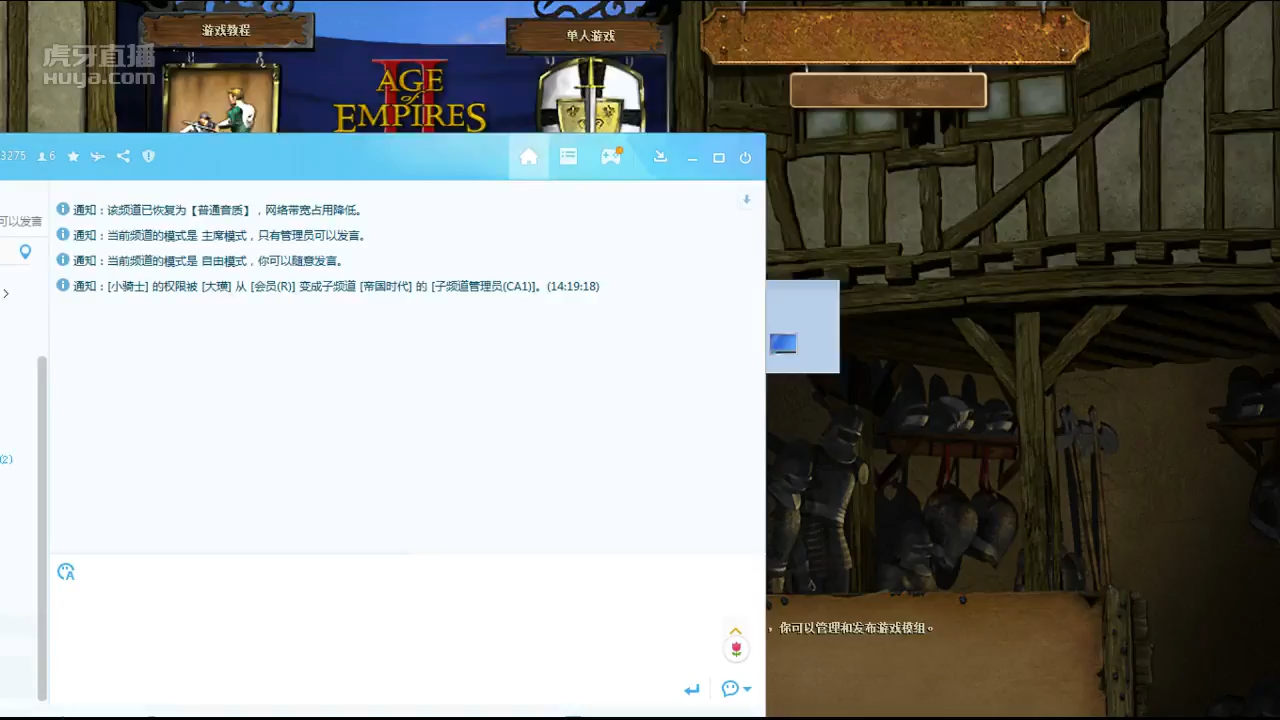 游戏教程
单人游戏
虎牙直播
Huya.com
AGE
of
EMPIRES
II
3275
6
可以发言
通知：该频道已恢复为【普通音质】，网络带宽占用降低。
通知：当前频道的模式是 主席模式，只有管理员可以发言。
通知：当前频道的模式是 自由模式，你可以随意发言。
通知：[小骑士] 的权限被 [大璜] 从 [会员(R)] 变成子频道 [帝国时代] 的 [子频道管理员(CA1)]。(14:19:18)
(2)
，你可以管理和发布游戏模组。